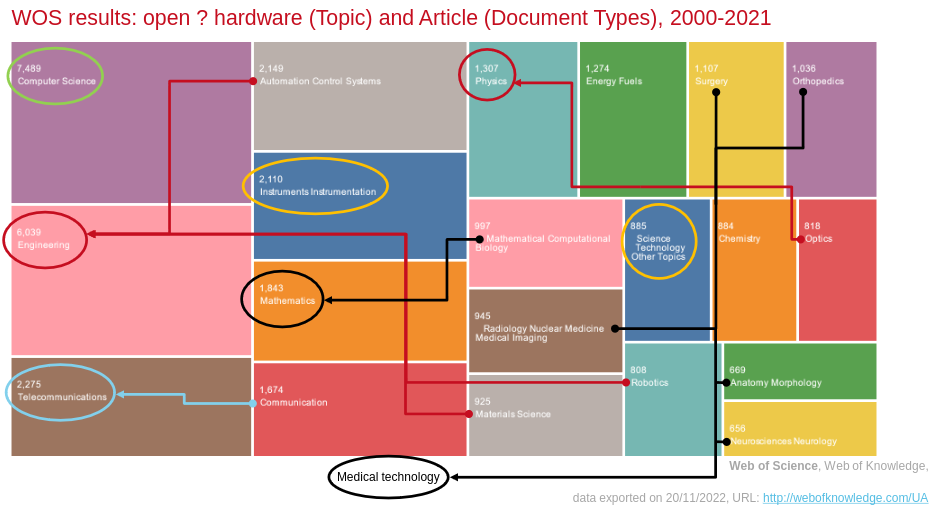 WOS results: open ? hardware (Topic) and Article (Document Types), 2000-2021
7,489
Computer Science
2,149
Automation Control Systems
1,307
Physics
1,274
Energy Fuels
1,107
Surgery
1,036
Orthopedics
2,110
Instruments Instrumentation
6,039
Engineering
997
Mathematical Computational
Biology
885
Science
Technology
Other Topics
884
Chemistry
818
Optics
1,843
Mathematics
945
Radiology Nuclear Medicine
Medical Imaging
2,275
Telecommunications
1,674
Communication
925
Materials Science
808
Robotics
669
Anatomy Morphology
656
Neurosciences Neurology
Medical technology
Web of Science, Web of Knowledge,
data exported on 20/11/2022, URL: http://webofknowledge.com/UA